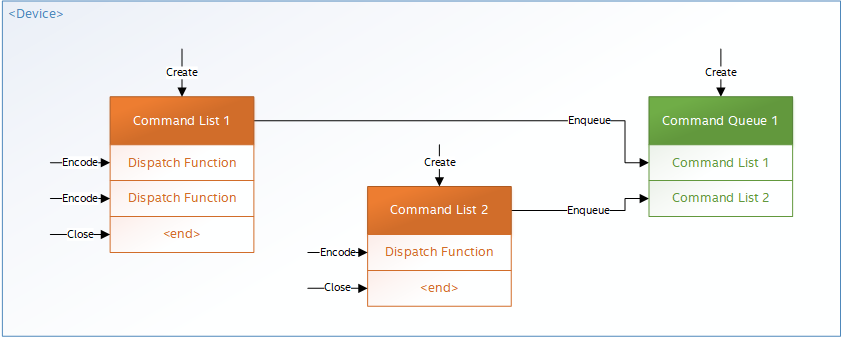 <Device>
Create
Command List 1
Encode
Dispatch Function
Encode
Dispatch Function
Close
<end>
Enqueue
Create
Command List 2
Encode
Dispatch Function
Close
<end>
Enqueue
Create
Command Queue 1
Command List 1
Command List 2